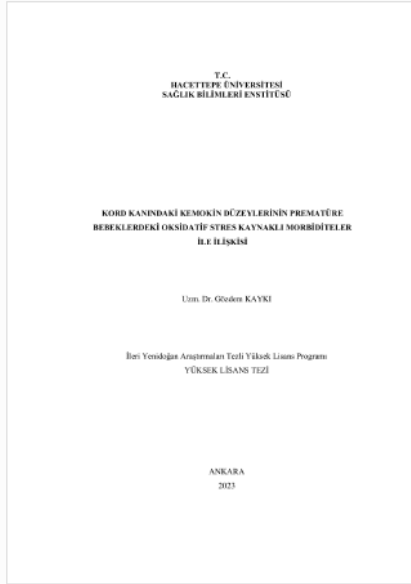 T.C.
HACETTEPE ÜNİVERSİTESİ
SAĞLIK BİLİMLERİ ENSTİTÜSÜ
KORD KANINDAKİ KEMOKİN DÜZEYLERİNİN PREMATÜRE
BEBEKLERDEKİ OKSİDATİF STRES KAYNAKLI MORBİDİTELER
İLE İLİŞKİSİ
Uzm. Dr. Gözdem KAYKI
İleri Yenidoğan Araştırmaları Tezli Yüksek Lisans Programı
YÜKSEK LİSANS TEZİ
ANKARA
2023